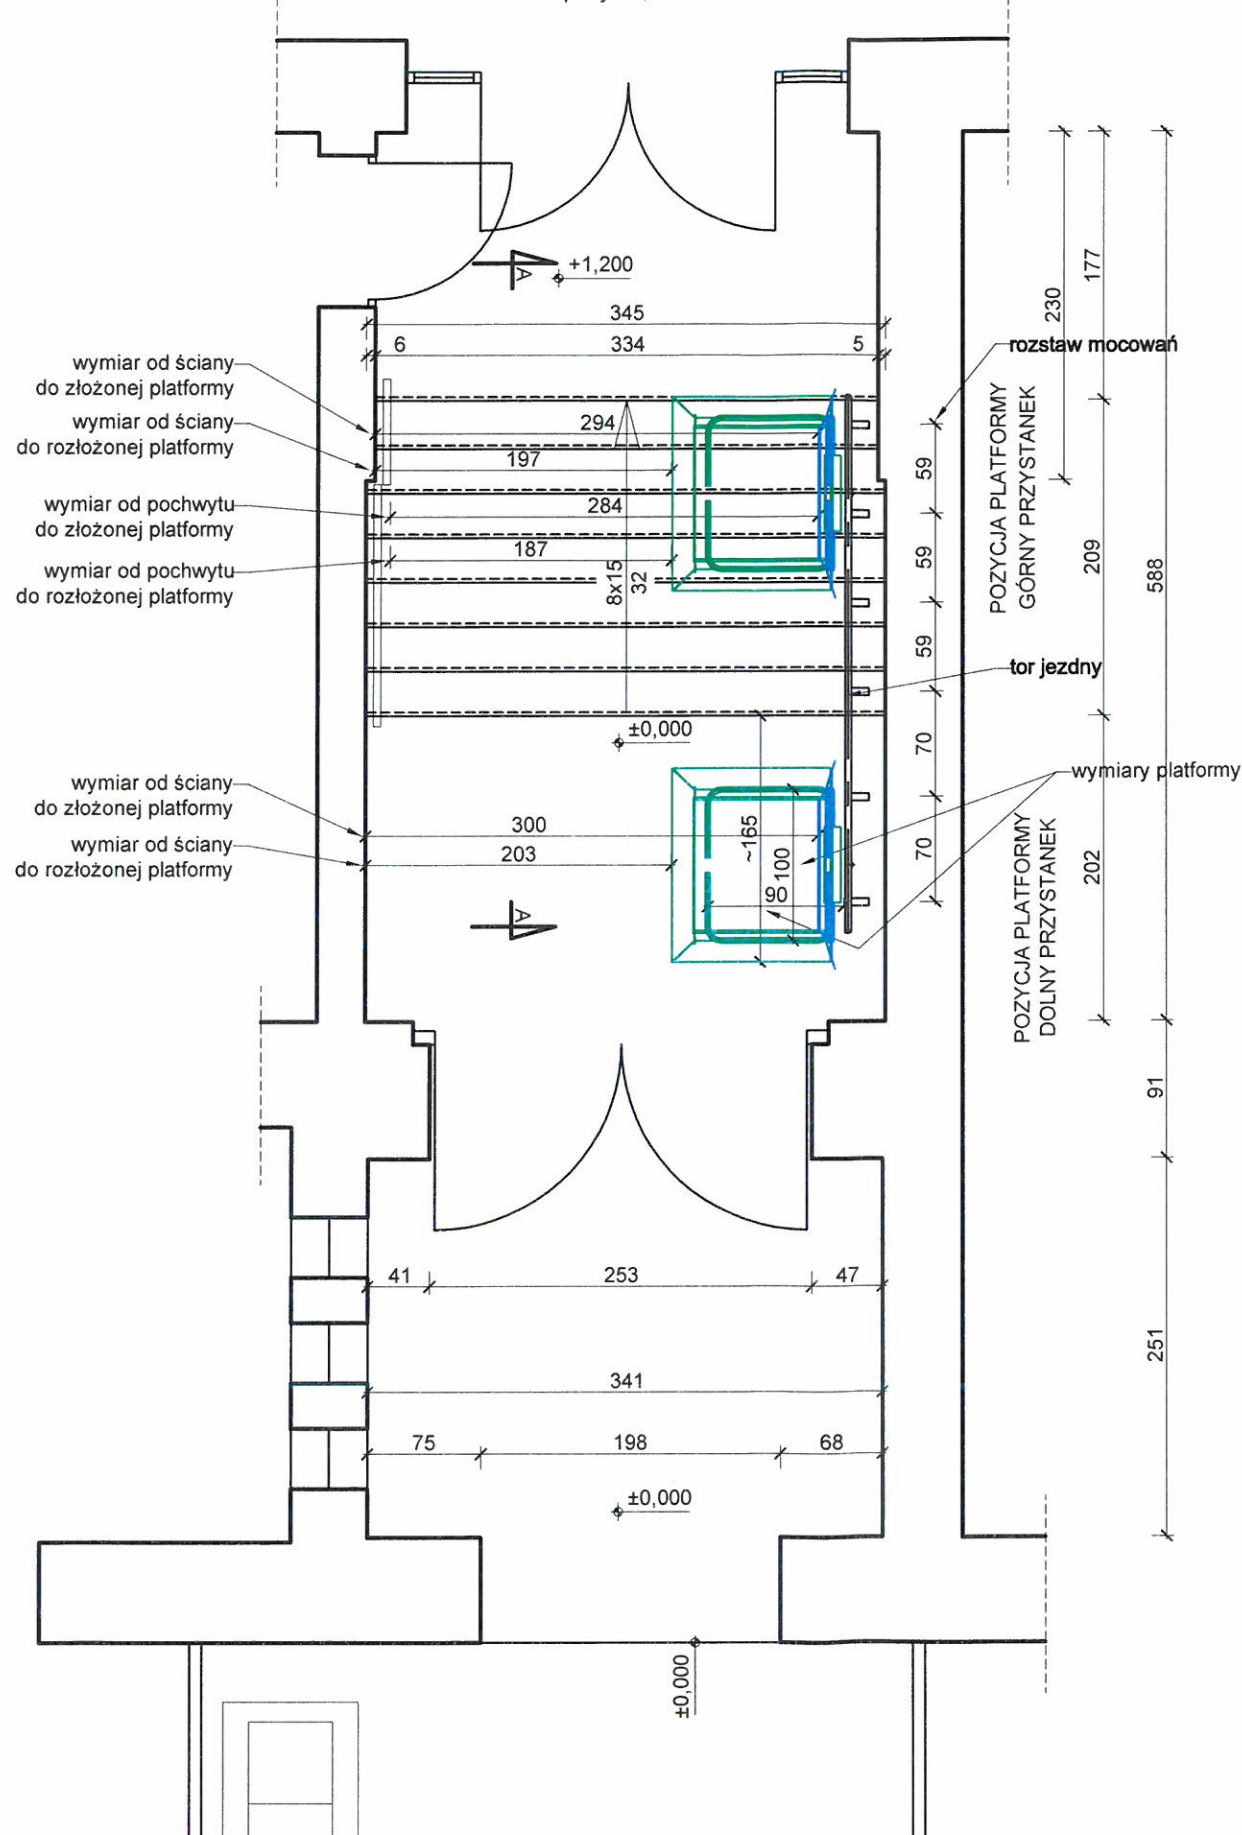 +1,200
345
6
334
5
wymiar od ściany
do złożonej platformy
wymiar od ściany
do rozłożonej platformy
wymiar od pochwytu
do złożonej platformy
wymiar od pochwytu
do rozłożonej platformy
294
197
284
187
8x15
32
A
rozstaw mocowań
tor jezdny
POZYCJA PLATFORMY
GÓRNY PRZYSTANEK
59
59
59
70
70
230
177
209
202
588
91
251
±0,000
wymiary platformy
wymiar od ściany
do złożonej platformy
wymiar od ściany
do rozłożonej platformy
300
203
~165
100
90
A
POZYCJA PLATFORMY
DOLNY PRZYSTANEK
41
253
47
341
75
198
68
±0,000
±0,000